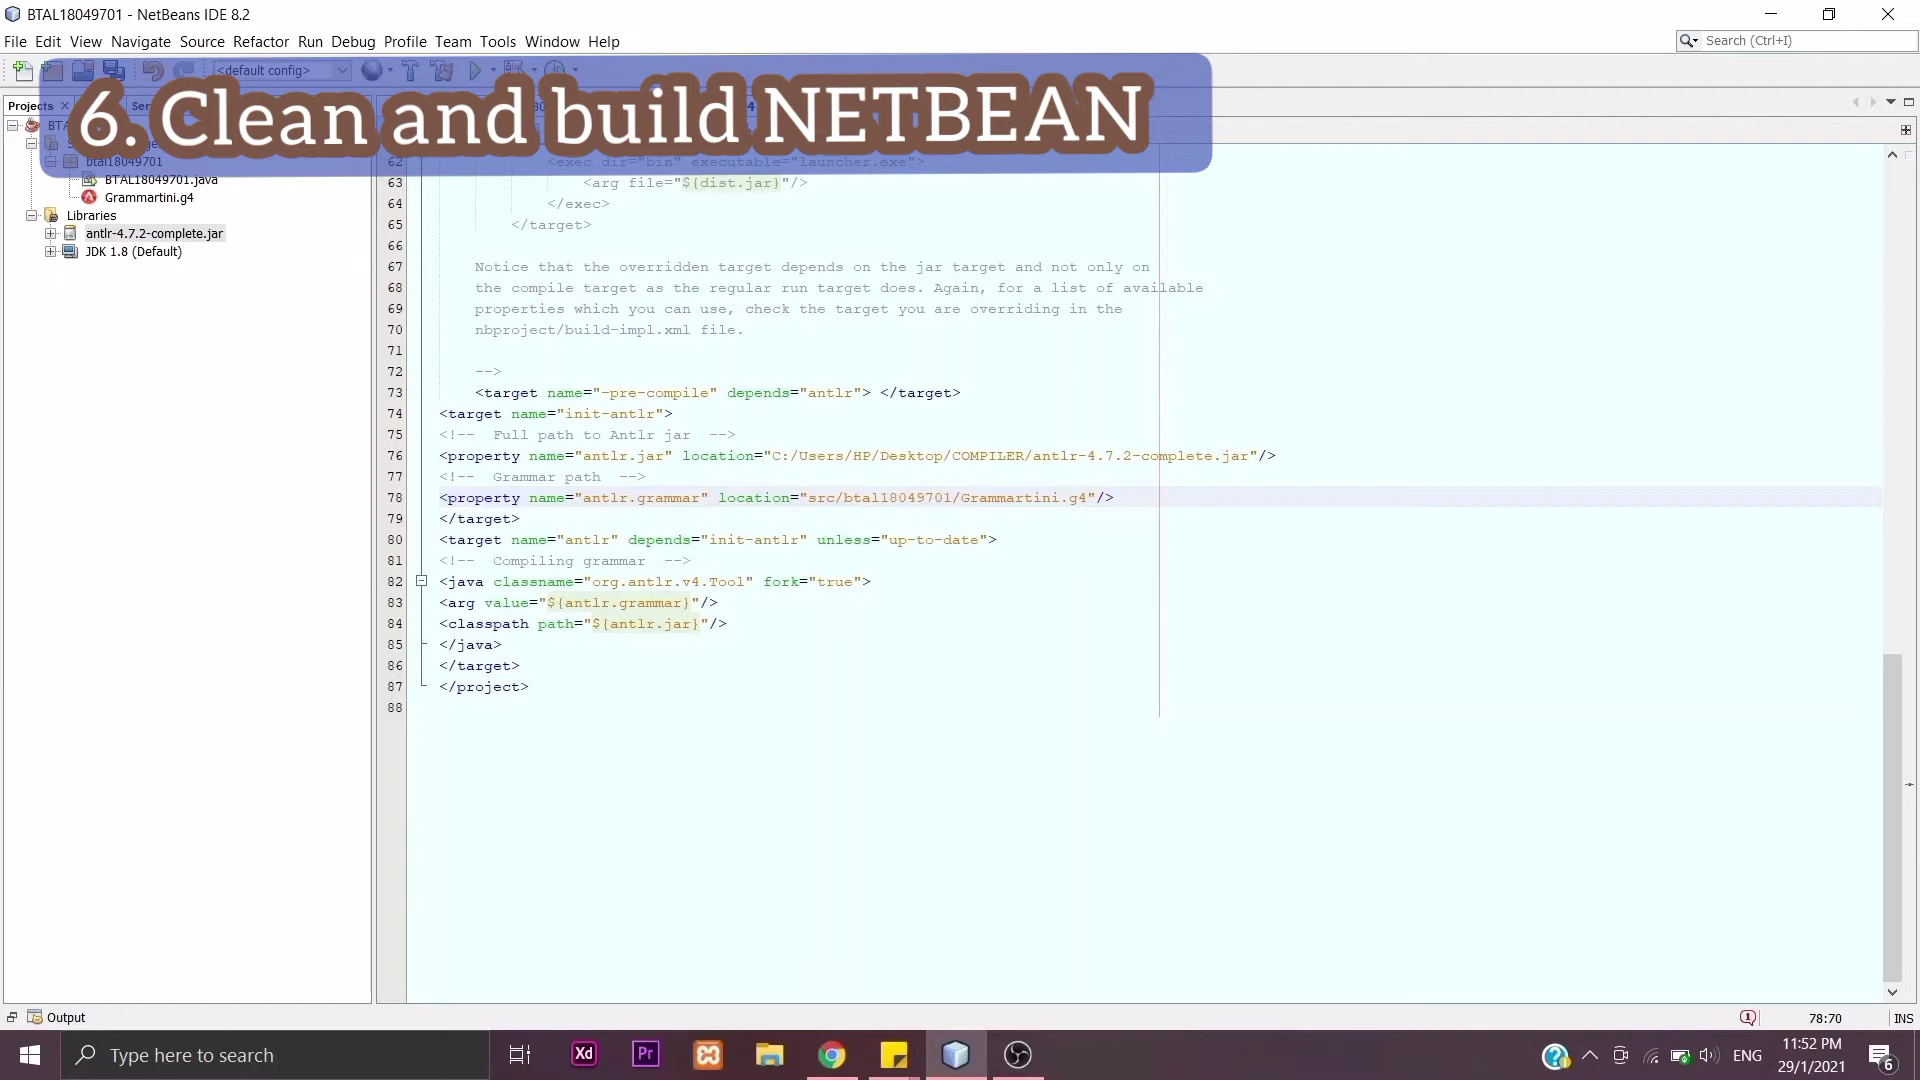 BTAL18049701 - NetBeans IDE 8.2
File Edit View Navigate Source Refactor Run Debug Profile Team Tools Window Help
Search (Ctrl+I)
<default config>
6. Clean and build NETBEAN
Projects
btal18049701
BTAL18049701.java
Grammartini.g4
Libraries
antlr-4.7.2-complete.jar
JDK 1.8 (Default)
62 <exec dir="bin" executable="launcher.exe">
63 <arg file="${dist.jar}"/>
64 </exec>
65 </target>
66
67 Notice that the overridden target depends on the jar target and not only on
68 the compile target as the regular run target does. Again, for a list of available
69 properties which you can use, check the target you are overriding in the
70 nbproject/build-impl.xml file.
71
72 -->
73 <target name="-pre-compile" depends="antlr"> </target>
74 <target name="init-antlr">
75 <!-- Full path to Antlr jar -->
76 <property name="antlr.jar" location="C:/Users/HP/Desktop/COMPILER/antlr-4.7.2-complete.jar"/>
77 <!-- Grammar path -->
78 <property name="antlr.grammar" location="src/btal18049701/Grammartini.g4"/>
79 </target>
80 <target name="antlr" depends="init-antlr" unless="up-to-date">
81 <!-- Compiling grammar -->
82 <java classname="org.antlr.v4.Tool" fork="true">
83 <arg value="${antlr.grammar}"/>
84 <classpath path="${antlr.jar}"/>
85 </java>
86 </target>
87 </project>
88
Output
78:70 INS
Type here to search
Xd
Pr
ENG
11:52 PM
29/1/2021
6